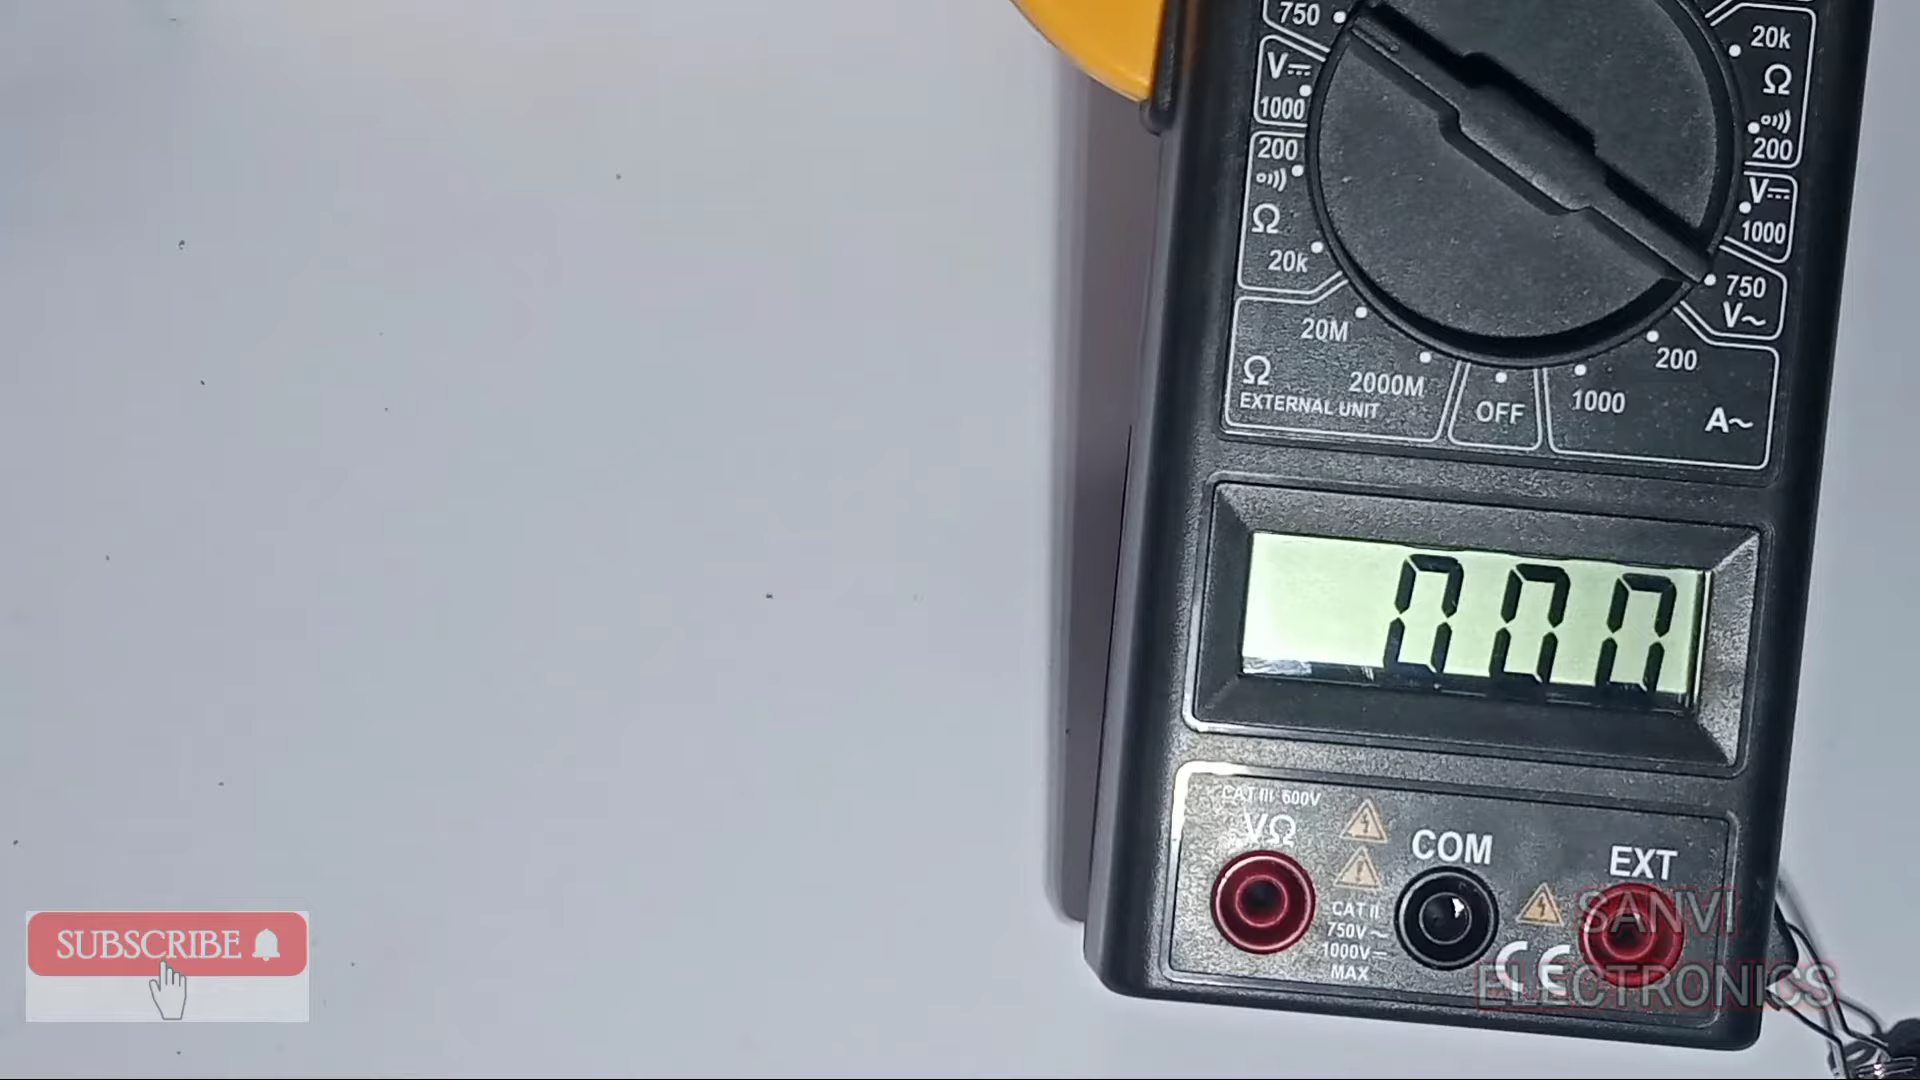 750
V
1000
200
Ω
20k
20M
2000M
Ω
EXTERNAL UNIT
OFF
20k
Ω
200
V
1000
750
V~
200
1000
A~
000
CAT III 600V
VΩ
COM
EXT
CAT II
750V~
1000V
MAX
CE
SANVI
ELECTRONICS
SUBSCRIBE